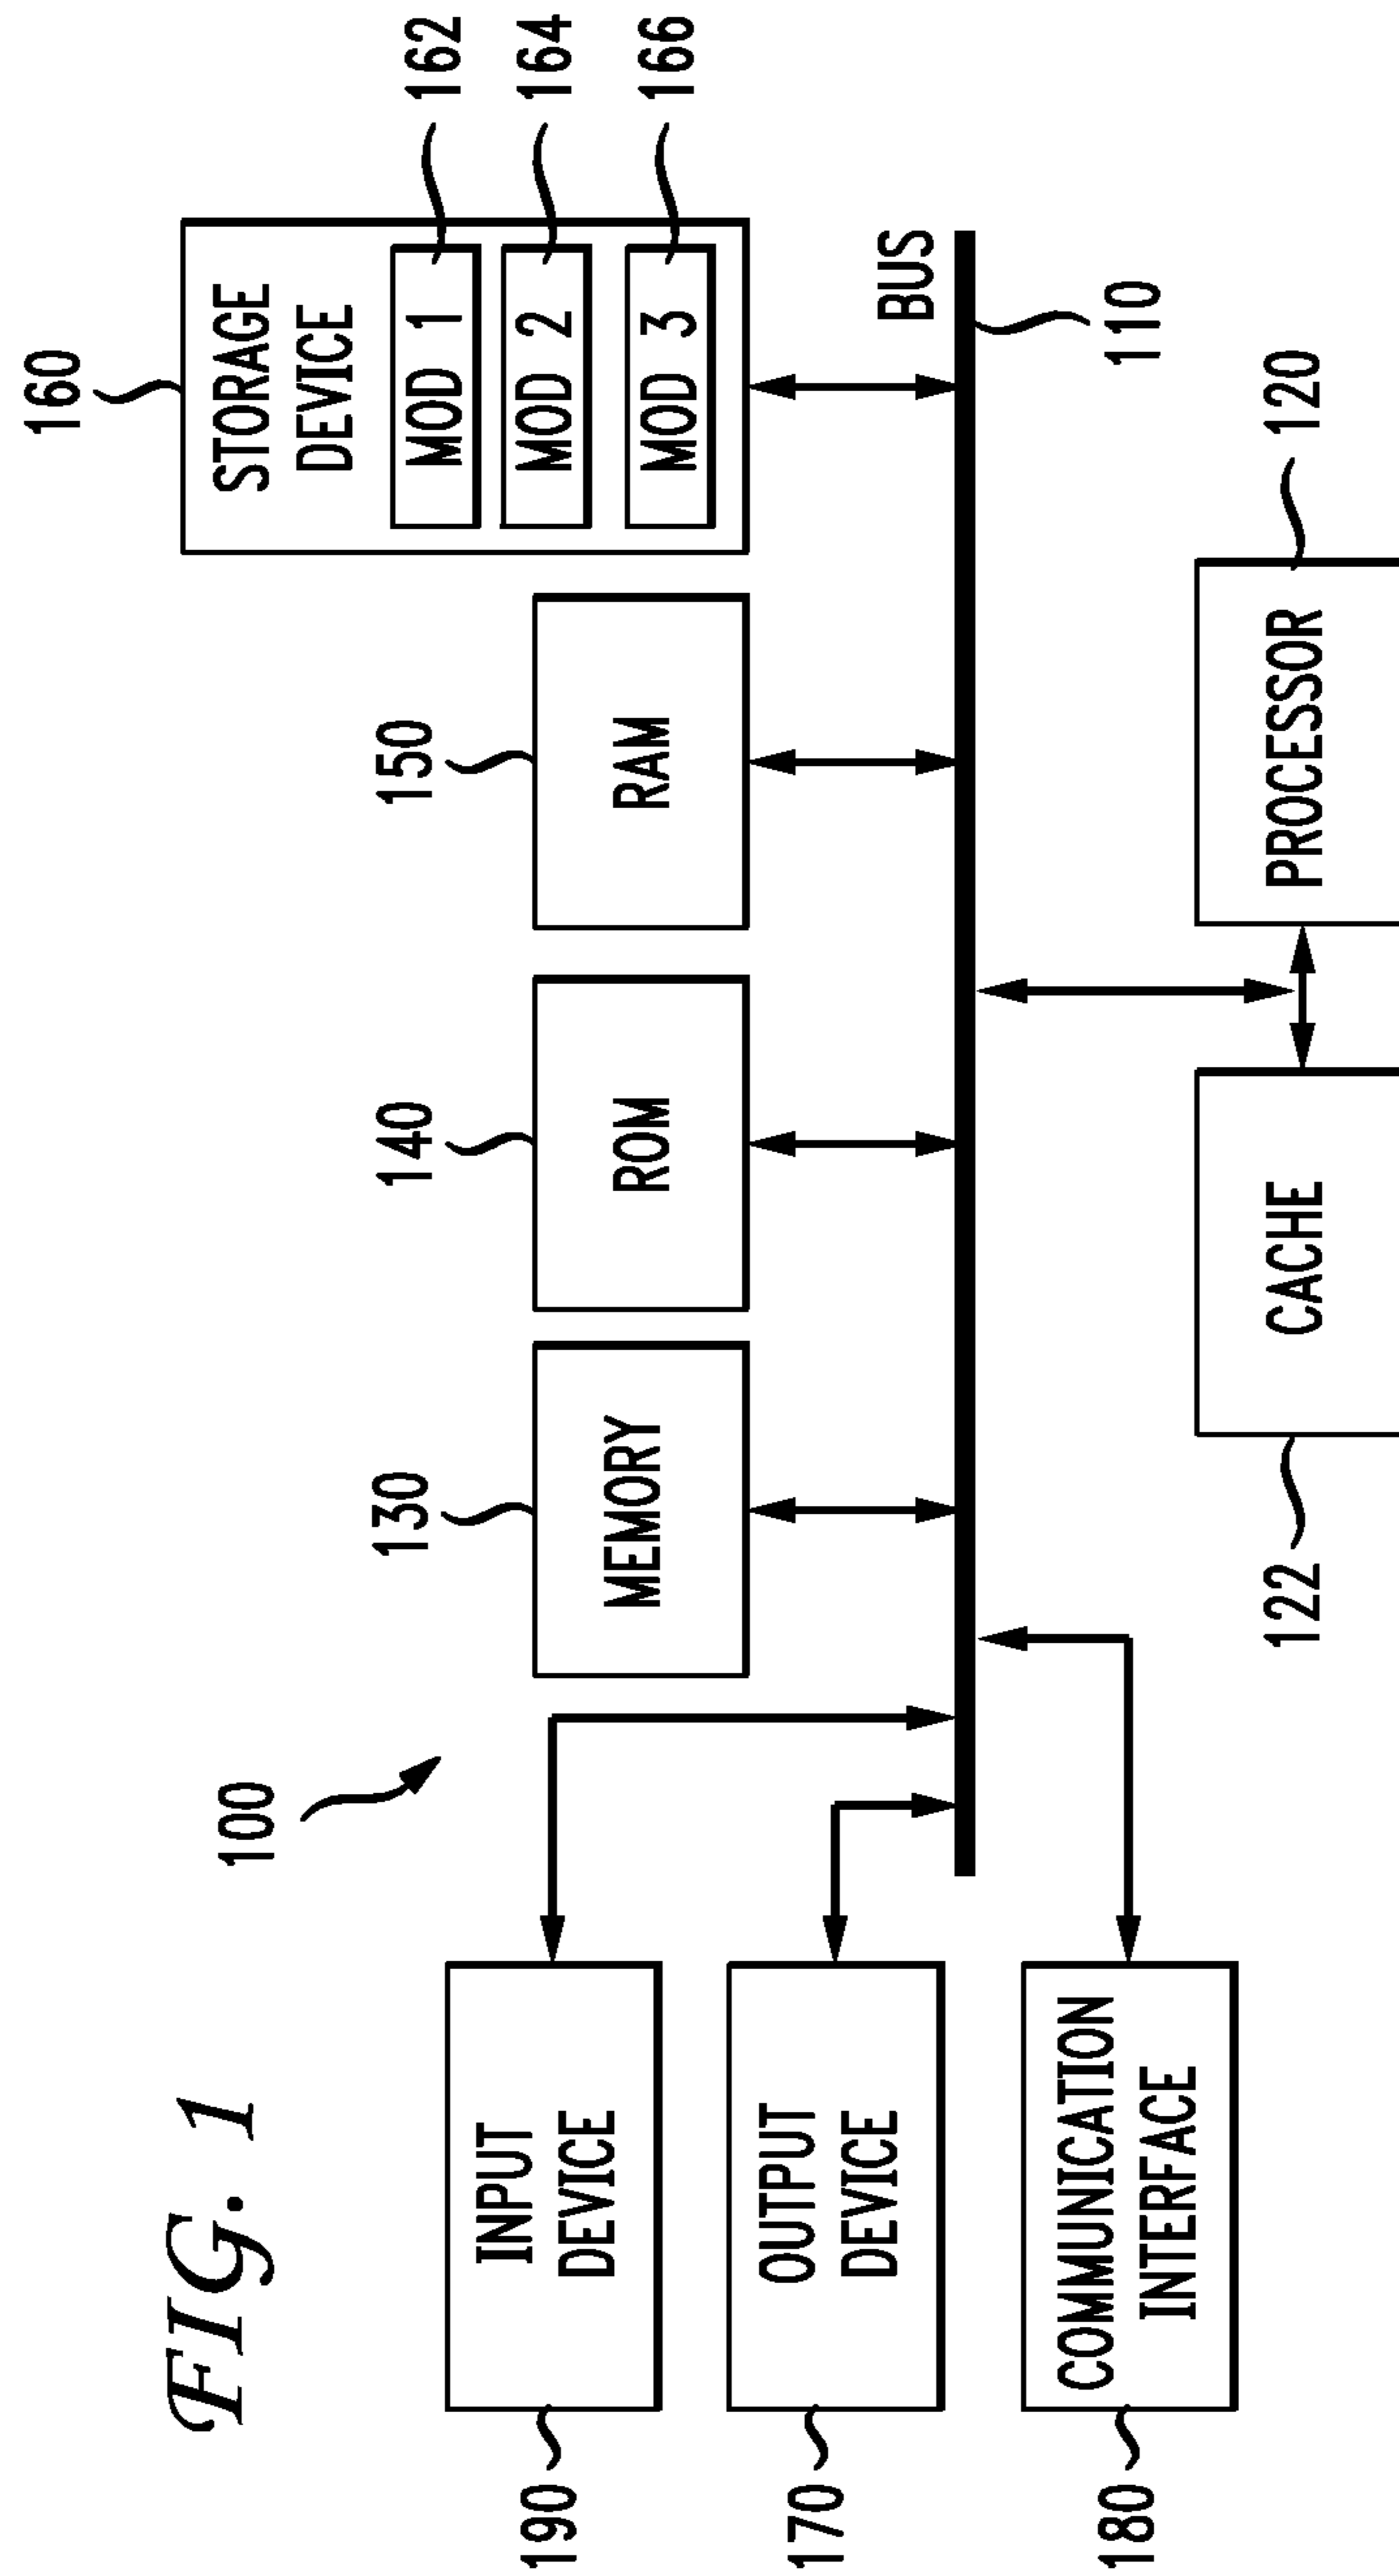 FIG. 1
100
160
STORAGE
DEVICE
MOD 1
162
MOD 2
164
MOD 3
166
150
RAM
140
ROM
130
MEMORY
190
INPUT
DEVICE
170
OUTPUT
DEVICE
180
COMMUNICATION
INTERFACE
BUS
110
122
CACHE
PROCESSOR
120